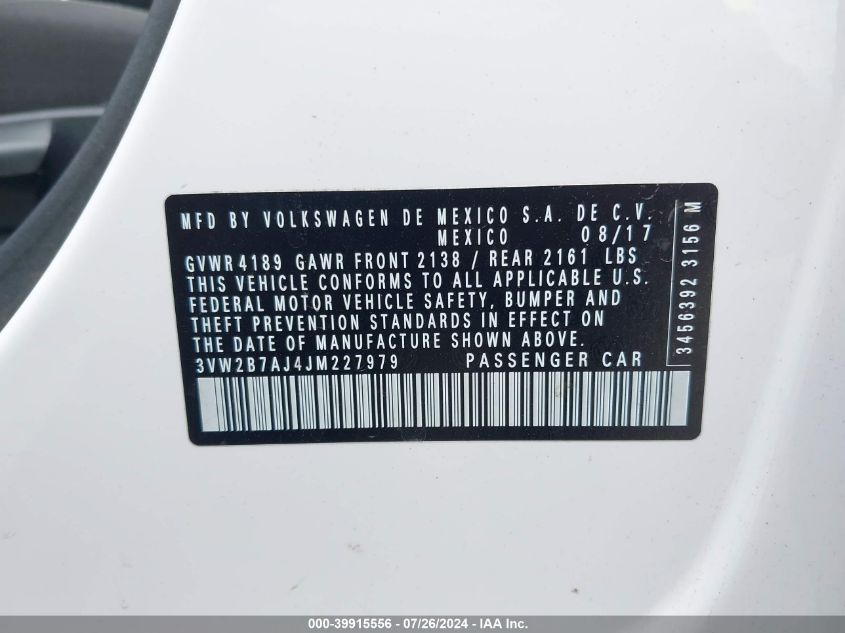 MFD BY VOLKSWAGEN DE MEXICO S.A. DE C.V.
MEXICO 08/17
GVWR 4189 GAWR FRONT 2138 / REAR 2161 LBS
THIS VEHICLE CONFORMS TO ALL APPLICABLE U.S.
FEDERAL MOTOR VEHICLE SAFETY, BUMPER AND
THEFT PREVENTION STANDARDS IN EFFECT ON
THE DATE OF MANUFACTURE SHOWN ABOVE.
3VW2B7AJ4JM227979 PASSENGER CAR
3456392 3156 M
000-39915556 - 07/26/2024 - IAA Inc.